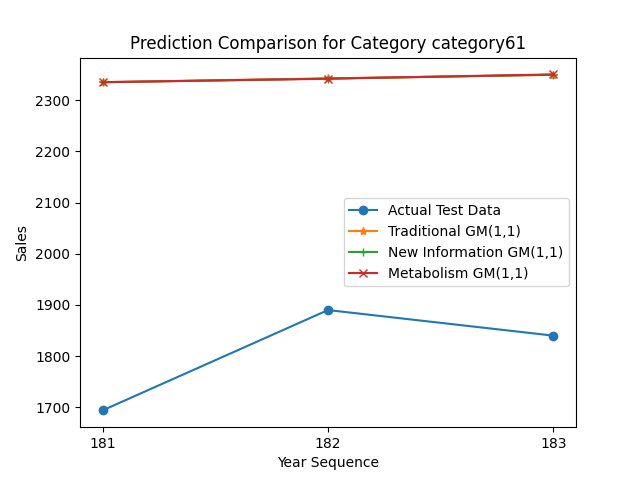 Prediction Comparison for Category category61
Sales
2300
2200
2100
2000
1900
1800
1700
Actual Test Data
Traditional GM(1,1)
New Information GM(1,1)
Metabolism GM(1,1)
181
182
183
Year Sequence